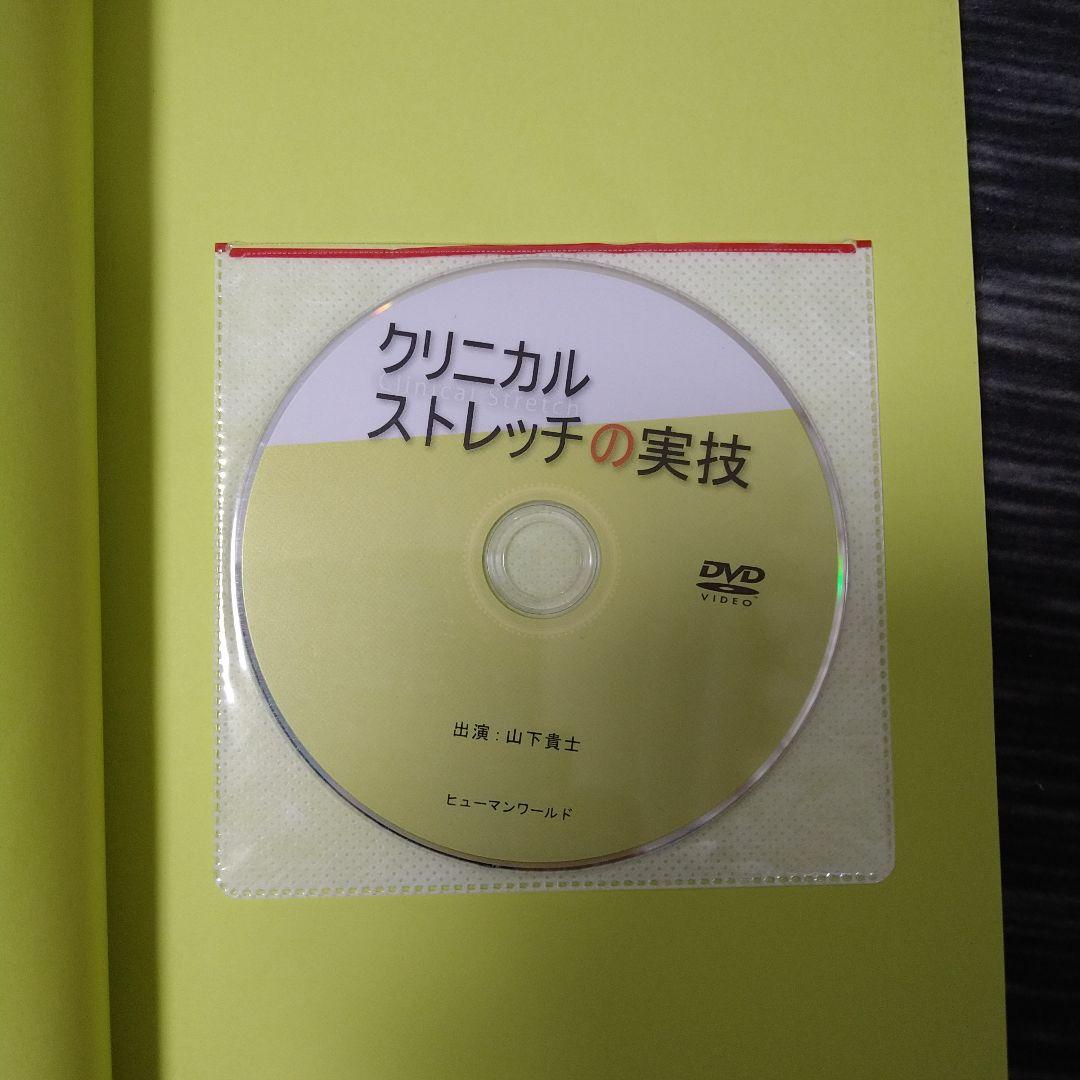 クリニカル
Clinical Stretch
ストレッチの実技
DVD
VIDEO™
出演：山下貴士
ヒューマンワールド